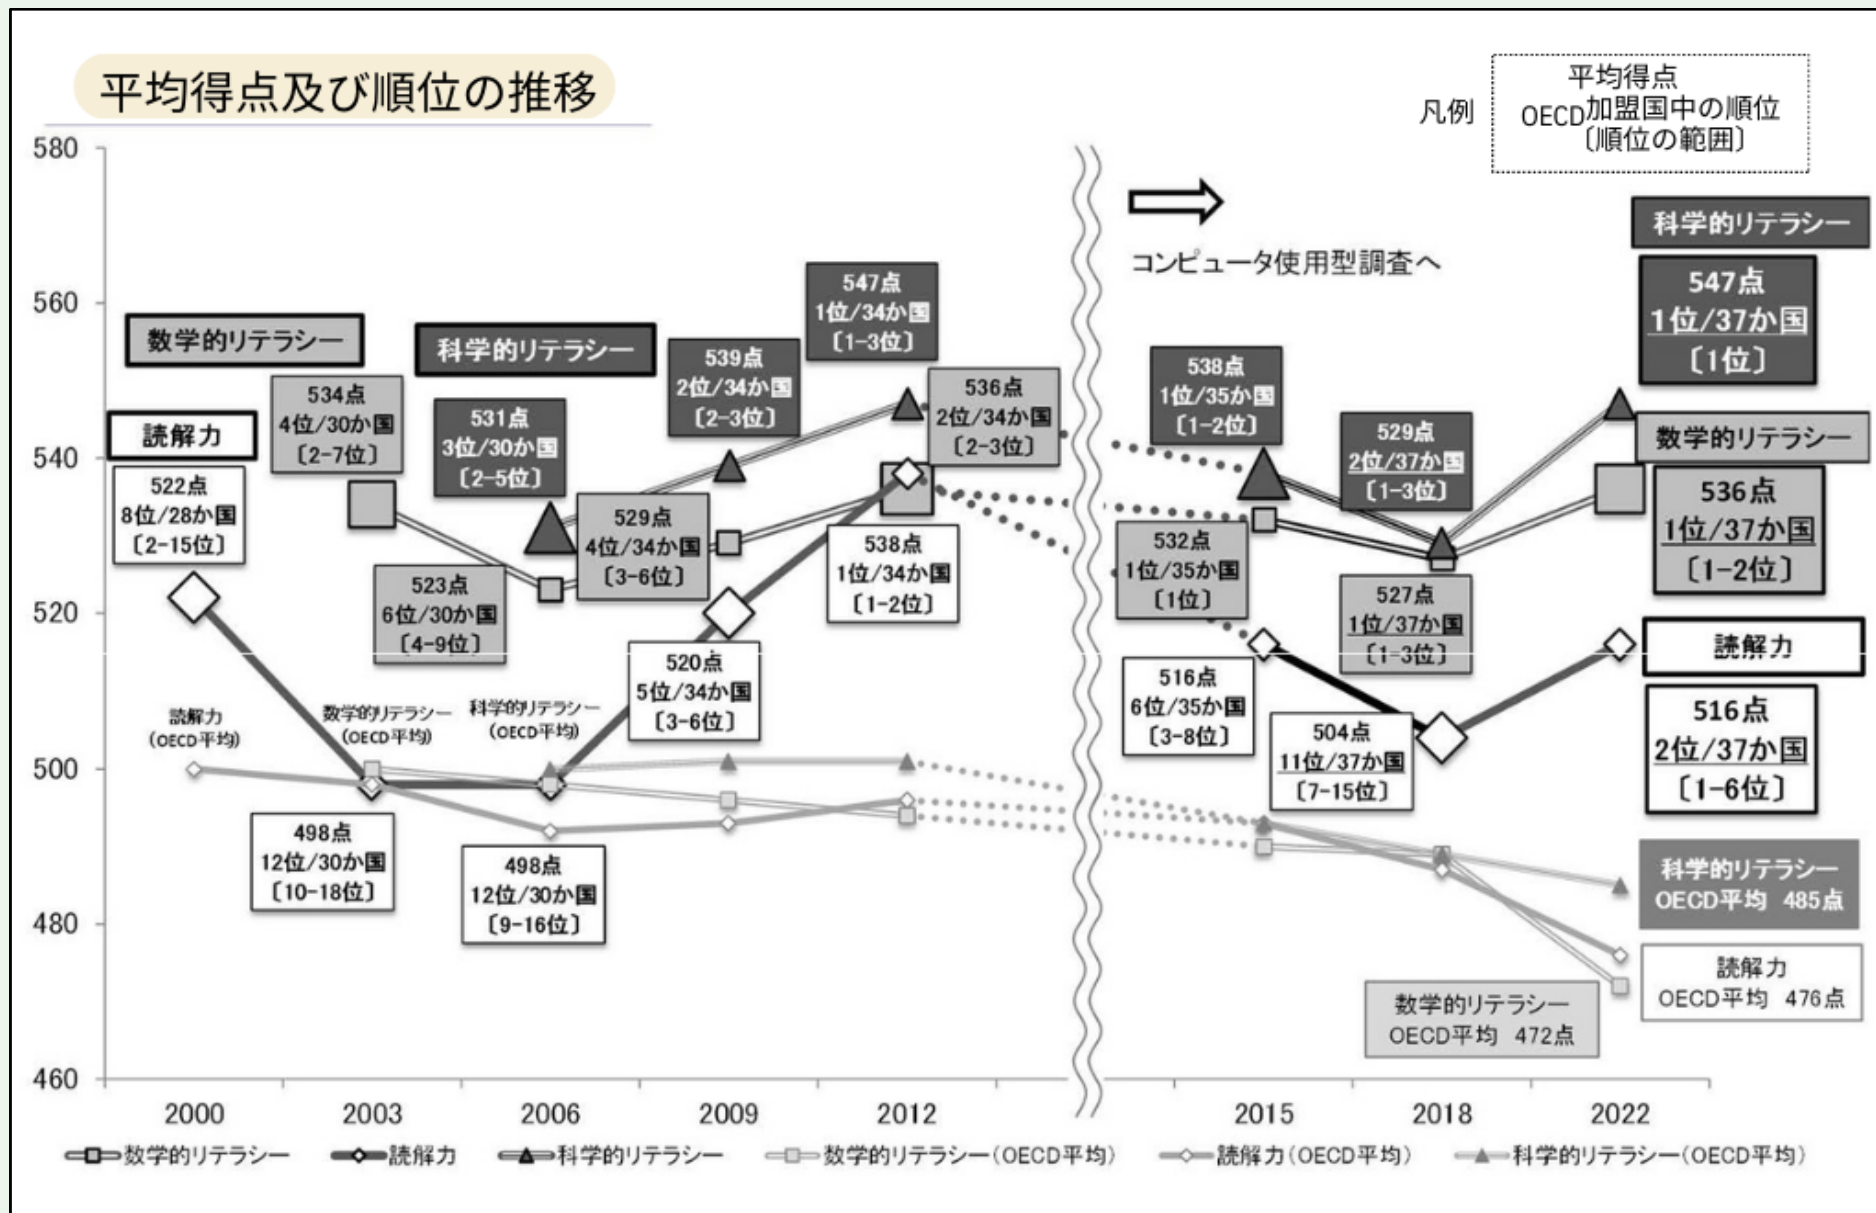 平均得点及び順位の推移
凡例
平均得点
OECD加盟国中の順位
〔順位の範囲〕
580
560
540
520
500
480
460
コンピュータ使用型調査へ
数学的リテラシー
科学的リテラシー
読解力
522点
8位/28か国
〔2-15位〕
534点
4位/30か国
〔2-7位〕
531点
3位/30か国
〔2-5位〕
539点
2位/34か国
〔2-3位〕
547点
1位/34か国
〔1-3位〕
536点
2位/34か国
〔2-3位〕
523点
6位/30か国
〔4-9位〕
529点
4位/34か国
〔3-6位〕
538点
1位/34か国
〔1-2位〕
520点
5位/34か国
〔3-6位〕
498点
12位/30か国
〔10-18位〕
498点
12位/30か国
〔9-16位〕
読解力
(OECD平均)
数学的リテラシー
(OECD平均)
科学的リテラシー
(OECD平均)
538点
1位/35か国
〔1-2位〕
529点
2位/37か国
〔1-3位〕
532点
1位/35か国
〔1位〕
527点
1位/37か国
〔1-3位〕
516点
6位/35か国
〔3-8位〕
504点
11位/37か国
〔7-15位〕
科学的リテラシー
547点
1位/37か国
〔1位〕
数学的リテラシー
536点
1位/37か国
〔1-2位〕
読解力
516点
2位/37か国
〔1-6位〕
科学的リテラシー
OECD平均 485点
読解力
OECD平均 476点
数学的リテラシー
OECD平均 472点
2000 2003 2006 2009 2012 2015 2018 2022
数学的リテラシー 読解力 科学的リテラシー 数学的リテラシー(OECD平均) 読解力(OECD平均) 科学的リテラシー(OECD平均)